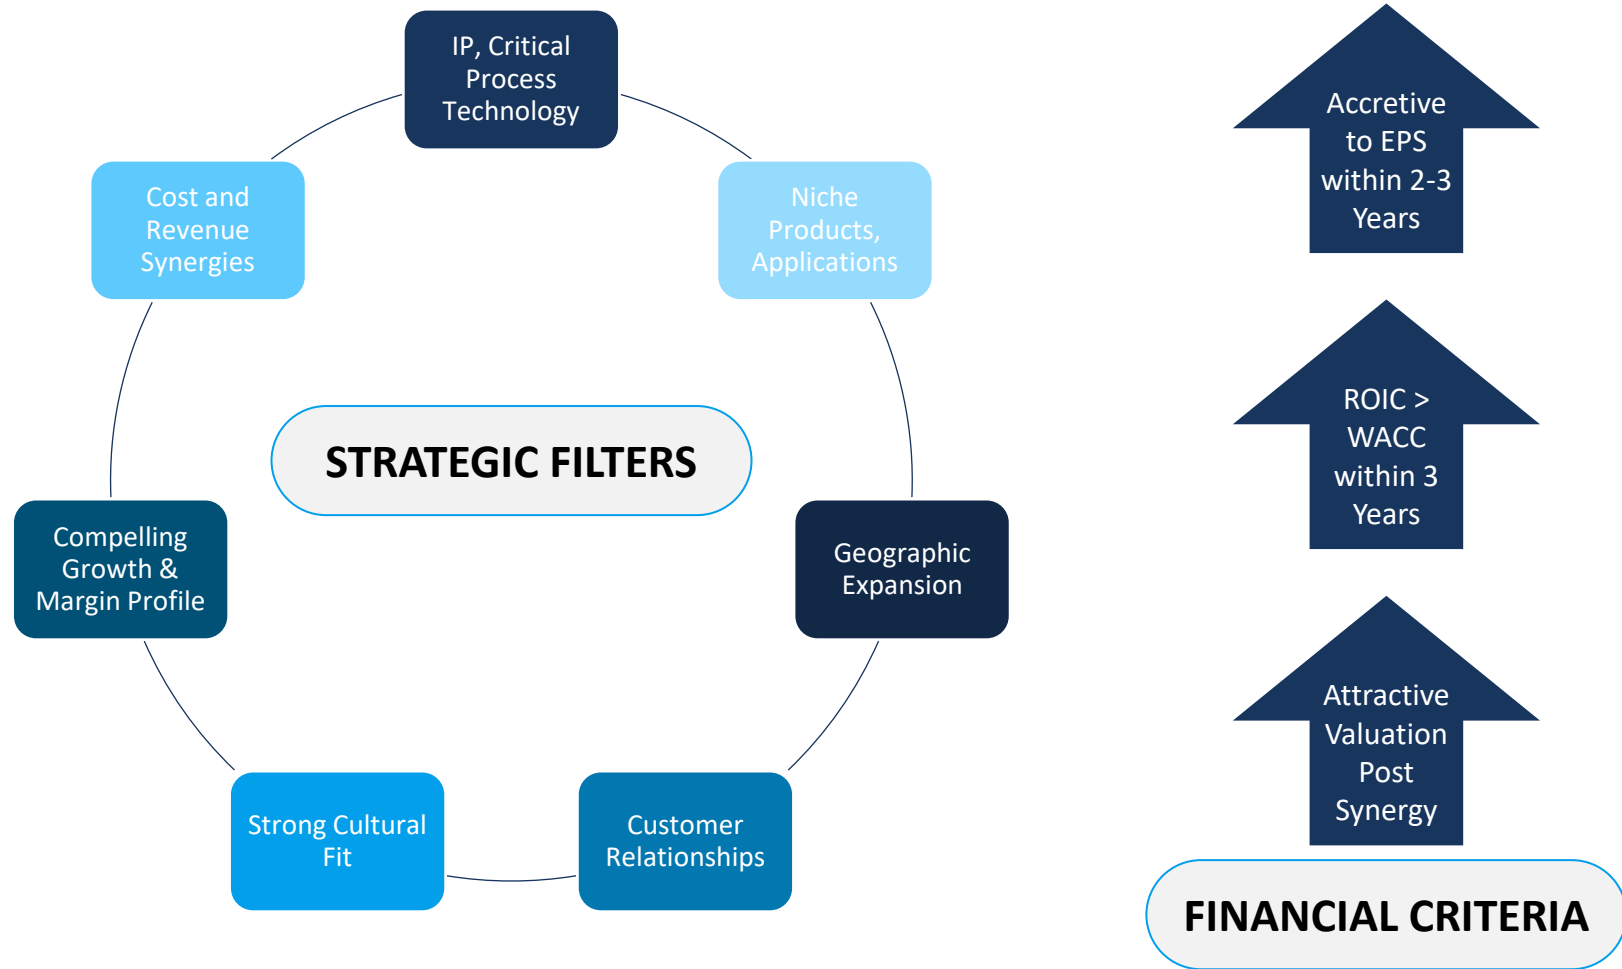 IP, Critical
Process
Technology
Niche
Products,
Applications
Geographic
Expansion
Customer
Relationships
Strong Cultural
Fit
Compelling
Growth &
Margin Profile
Cost and
Revenue
Synergies
STRATEGIC FILTERS
Accretive
to EPS
within 2-3
Years
ROIC >
WACC
within 3
Years
Attractive
Valuation
Post
Synergy
FINANCIAL CRITERIA